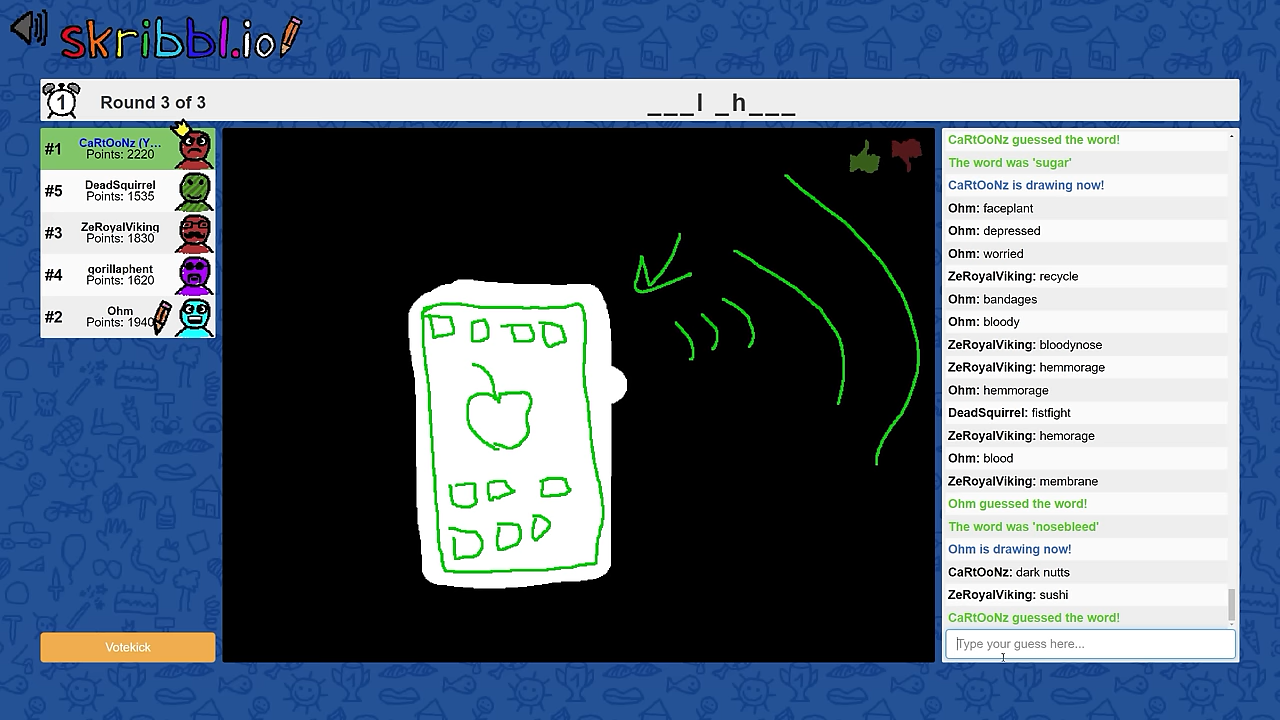 skribbl.io
1
Round 3 of 3
___l _h___
#1
CaRtOoNz (Y...
Points: 2220
#5
DeadSquirrel
Points: 1535
#3
ZeRoyalViking
Points: 1830
#4
gorillaphent
Points: 1620
#2
Ohm
Points: 1940
Votekick
CaRtOoNz guessed the word!
The word was 'sugar'
CaRtOoNz is drawing now!
Ohm: faceplant
Ohm: depressed
Ohm: worried
ZeRoyalViking: recycle
Ohm: bandages
Ohm: bloody
ZeRoyalViking: bloodynose
ZeRoyalViking: hemmorage
Ohm: hemmorage
DeadSquirrel: fistfight
ZeRoyalViking: hemorage
Ohm: blood
ZeRoyalViking: membrane
Ohm guessed the word!
The word was 'nosebleed'
Ohm is drawing now!
CaRtOoNz: dark nutts
ZeRoyalViking: sushi
CaRtOoNz guessed the word!
Type your guess here...